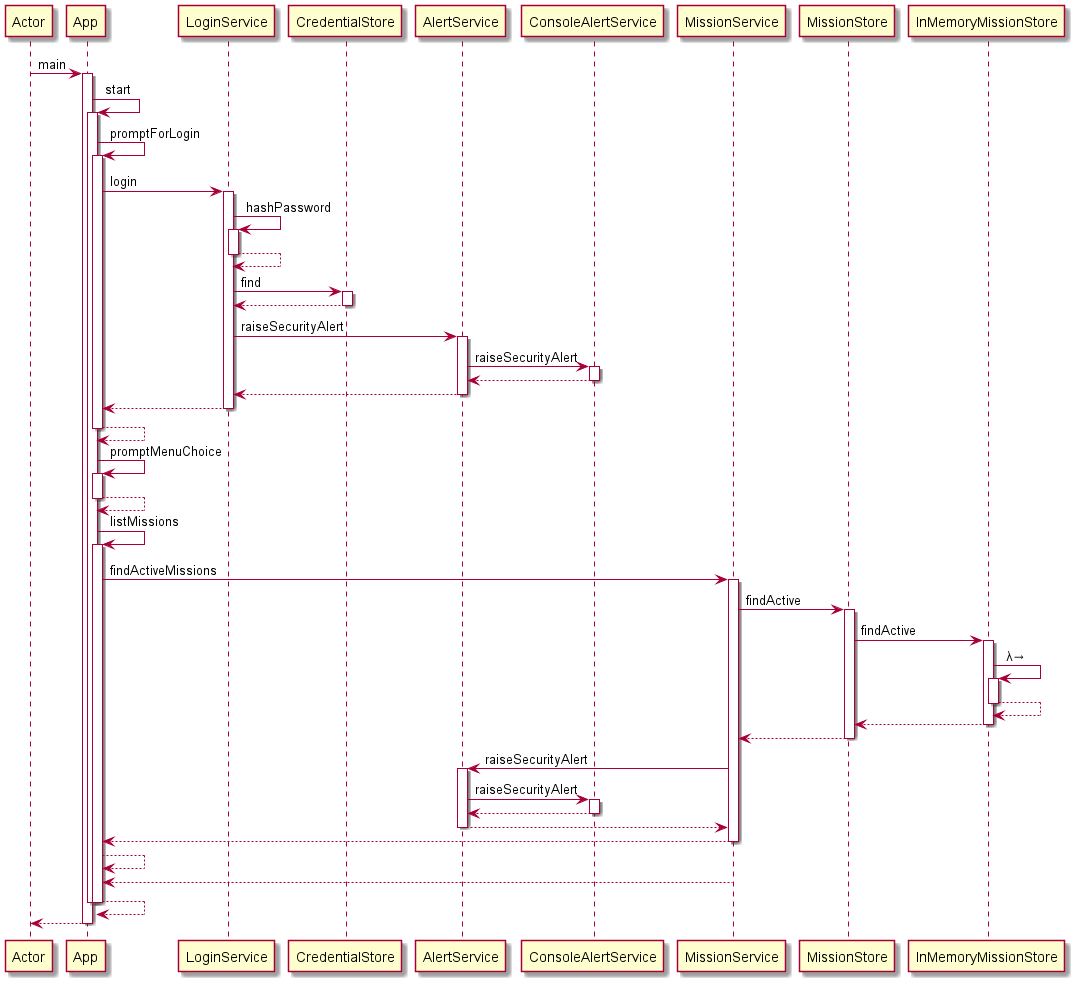 Actor App LoginService CredentialStore AlertService ConsoleAlertService MissionService MissionStore InMemoryMissionStore
main
start
promptForLogin
login
hashPassword
find
raiseSecurityAlert
raiseSecurityAlert
promptMenuChoice
listMissions
findActiveMissions
findActive
findActive
λ→
raiseSecurityAlert
raiseSecurityAlert
Actor App LoginService CredentialStore AlertService ConsoleAlertService MissionService MissionStore InMemoryMissionStore